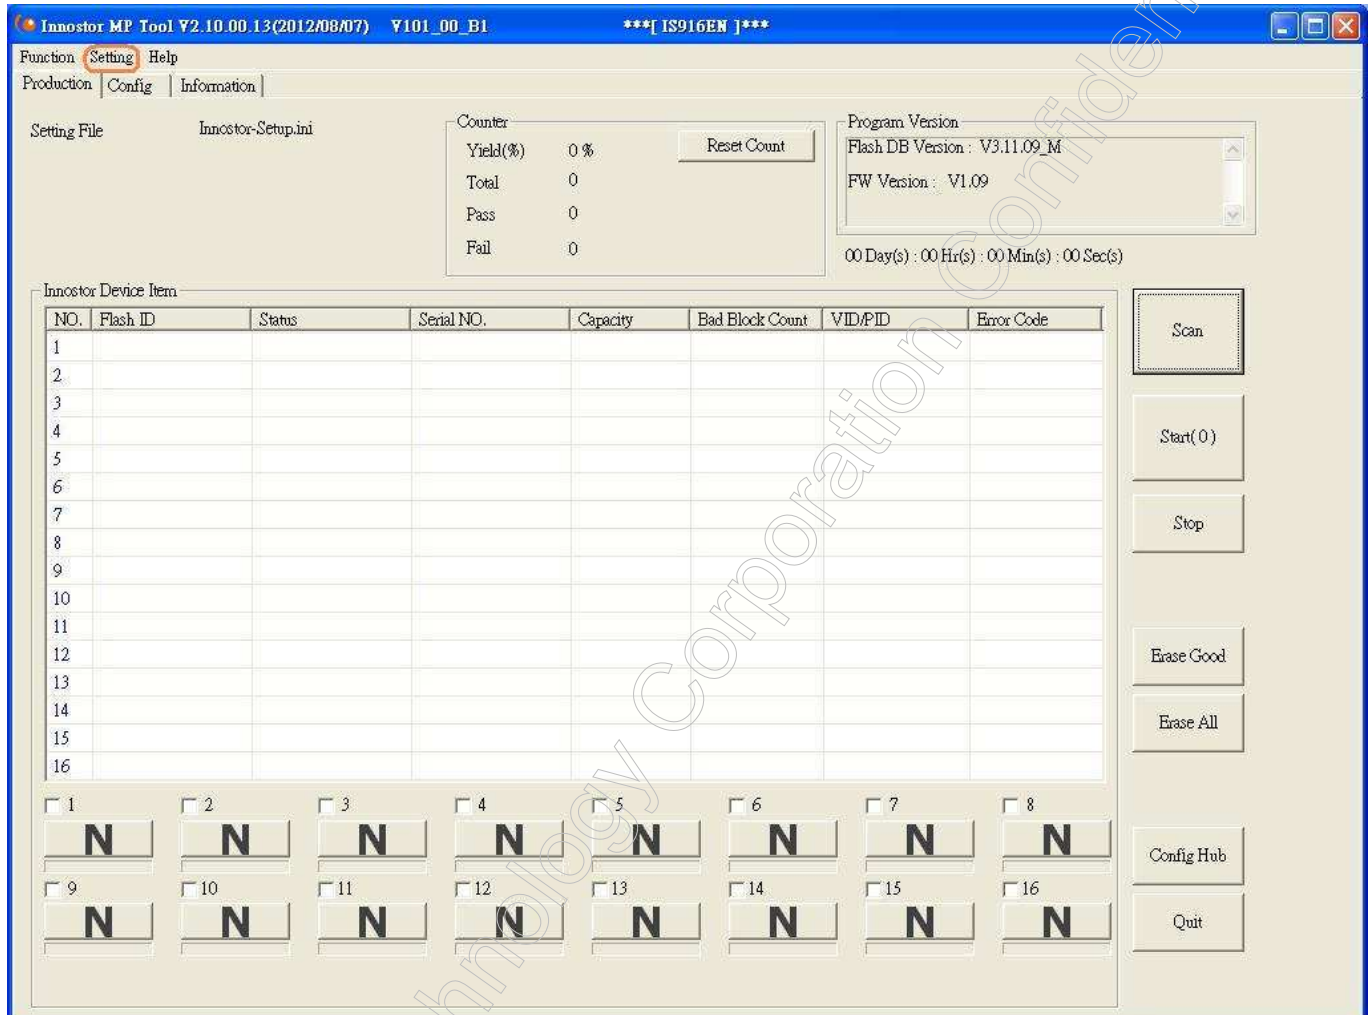 Innostor MP Tool V2.10.00.13(2012/08/07) V101_00_B1 ***[ IS916EN ]***
Function Setting Help
Production Config Information
Setting File Innostor-Setup.ini
Counter
Yield(%) 0 %
Total 0
Pass 0
Fail 0
Reset Count
Program Version
Flash DB Version : V3.11.09_M
FW Version : V1.09
00 Day(s) : 00 Hr(s) : 00 Min(s) : 00 Sec(s)
Innostor Device Item
NO. Flash ID Status Serial NO. Capacity Bad Block Count VID/PID Error Code
1
2
3
4
5
6
7
8
9
10
11
12
13
14
15
16
Scan
Start( 0 )
Stop
Erase Good
Erase All
Config Hub
Quit
1 2 3 4 5 6 7 8
N N N N N N N N
9 10 11 12 13 14 15 16
N N N N N N N N
Corporation